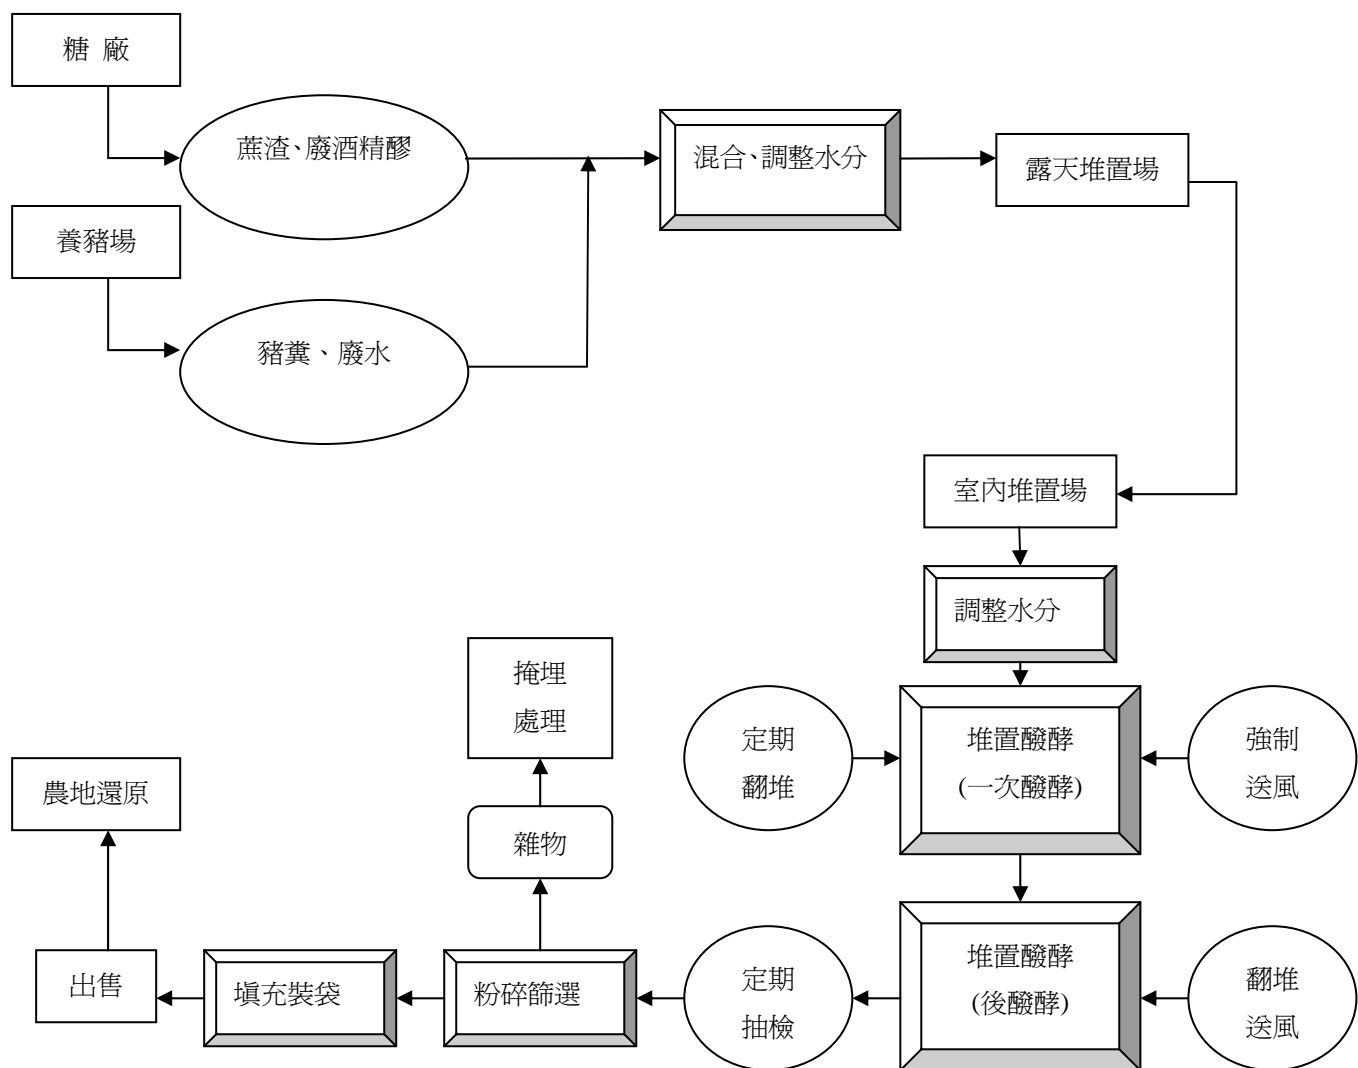 糖 廠
蔗渣、廢酒精醪
混合、調整水分
露天堆置場
養豬場
豬糞、廢水
室內堆置場
調整水分
掩埋
處理
定期
翻堆
堆置醱酵
(一次醱酵)
強制
送風
農地還原
雜物
出售
填充裝袋
粉碎篩選
定期
抽檢
堆置醱酵
(後醱酵)
翻堆
送風